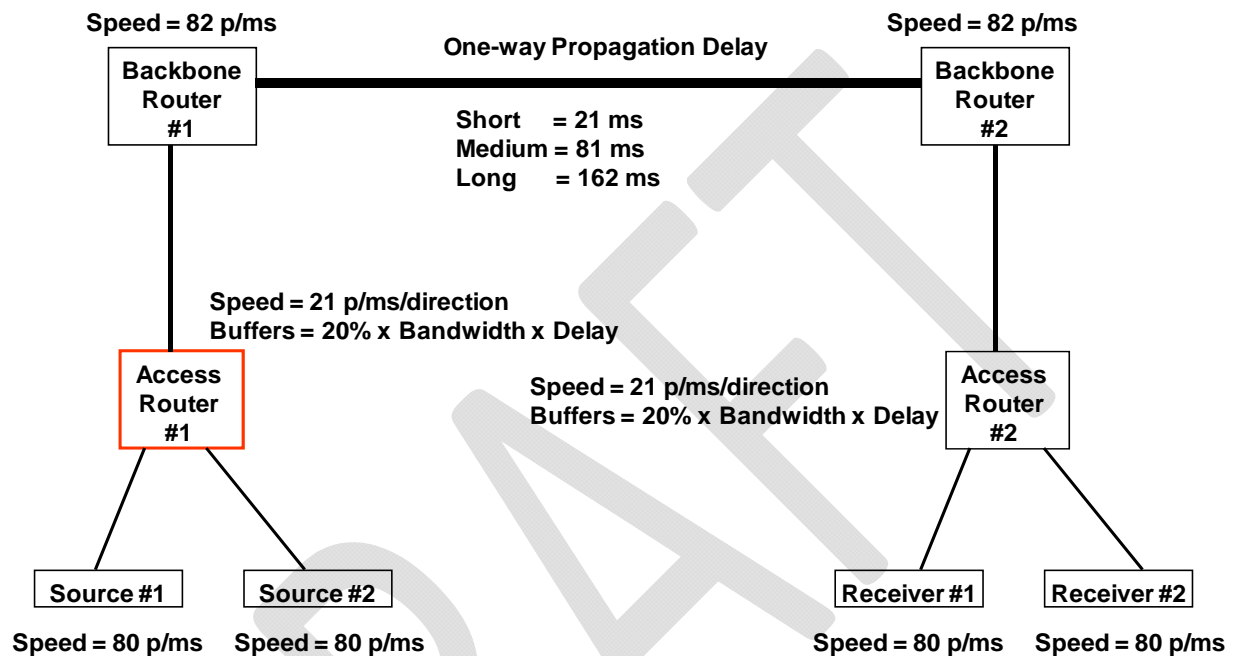 Speed = 82 p/ms
Speed = 82 p/ms
One-way Propagation Delay
Backbone
Router
#1
Backbone
Router
#2
Short = 21 ms
Medium = 81 ms
Long = 162 ms
Speed = 21 p/ms/direction
Buffers = 20% x Bandwidth x Delay
Access
Router
#1
Speed = 21 p/ms/direction
Buffers = 20% x Bandwidth x Delay
Access
Router
#2
Source #1
Source #2
Receiver #1
Receiver #2
Speed = 80 p/ms
Speed = 80 p/ms
Speed = 80 p/ms
Speed = 80 p/ms
DRAFT